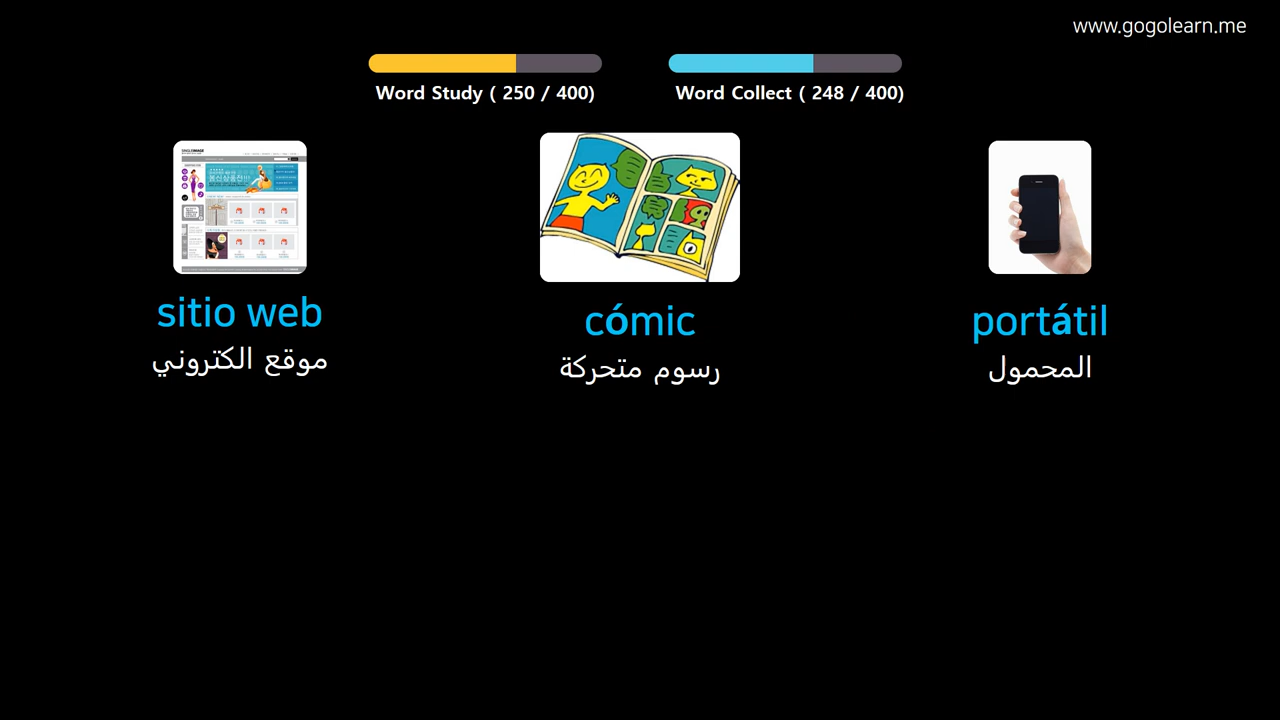 www.gogolearn.me
Word Study ( 250 / 400)
Word Collect ( 248 / 400)
sitio web
موقع الكتروني
cómic
رسوم متحركة
portátil
المحمول